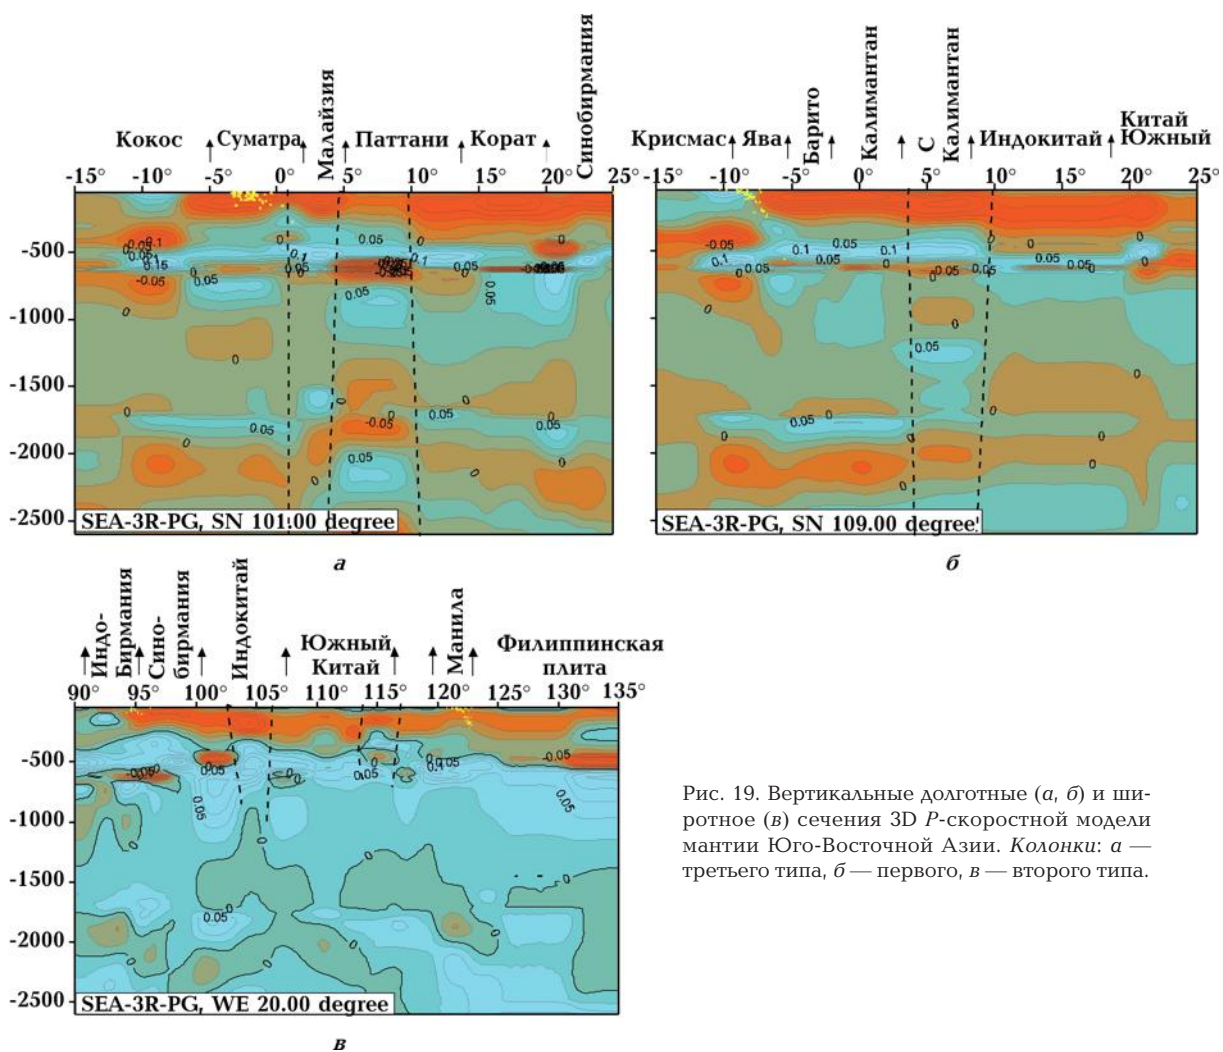 Кокос Суматра Малайзия Паттани Корат Синобирмания
-15° -10° -5° 0° 5° 10° 15° 20° 25°
-500
-1000
-1500
-2000
-2500
SEA-3R-PG, SN 101.00 degree
а
Крисмас Ява Барито Калимантан С Калимантан Индокитай Китай Южный
-15° -10° -5° 0° 5° 10° 15° 20° 25°
SEA-3R-PG, SN 109.00 degree
б
Индо-
Бирмания
Сино-
бирмания
Индокитай
Южный
Китай
Манила
Филиппинская
плита
90° 95° 100° 105° 110° 115° 120° 125° 130° 135°
-500
-1000
-1500
-2000
-2500
SEA-3R-PG, WE 20.00 degree
в
Рис. 19. Вертикальные долготные (а, б) и ши-
ротное (в) сечения 3D P-скоростной модели
мантии Юго-Восточной Азии. Колонки: а —
третьего типа, б — первого, в — второго типа.